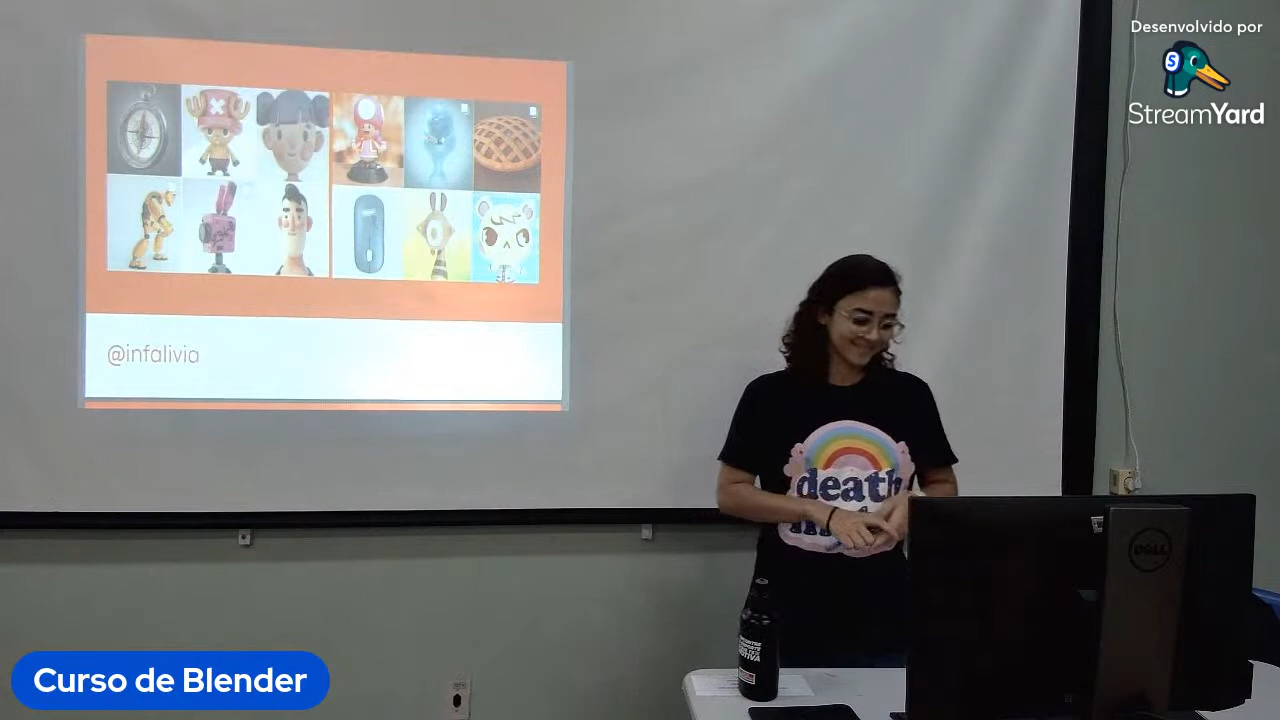 Desenvolvido por
S
StreamYard
@infalivia
death
DELL
Curso de Blender